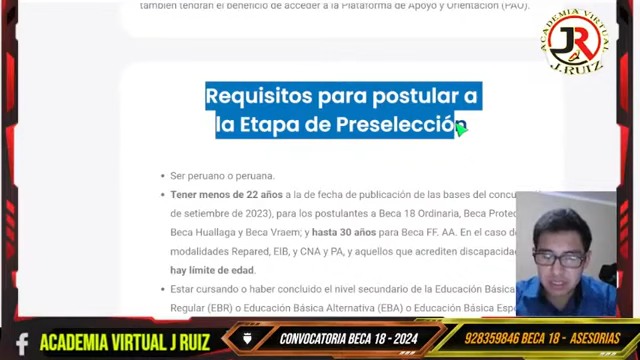 también tendrán el beneficio de acceder a la Plataforma de Apoyo y Orientación (PAO).
ACADEMIA VIRTUAL
JR
J.RUIZ
Requisitos para postular a
la Etapa de Preselección
Ser peruano o peruana.
Tener menos de 22 años a la de fecha de publicación de las bases del concu
de setiembre de 2023), para los postulantes a Beca 18 Ordinaria, Beca Protec
Beca Huallaga y Beca Vraem; y hasta 30 años para Beca FF. AA. En el caso de
modalidades Repared, EIB, y CNA y PA, y aquellos que acrediten discapacida
hay límite de edad.
Estar cursando o haber concluido el nivel secundario de la Educación Básica
Regular (EBR) o Educación Básica Alternativa (EBA) o Educación Básica Espe
f ACADEMIA VIRTUAL J RUIZ
CONVOCATORIA BECA 18 - 2024
928359846 BECA 18 - ASESORIAS